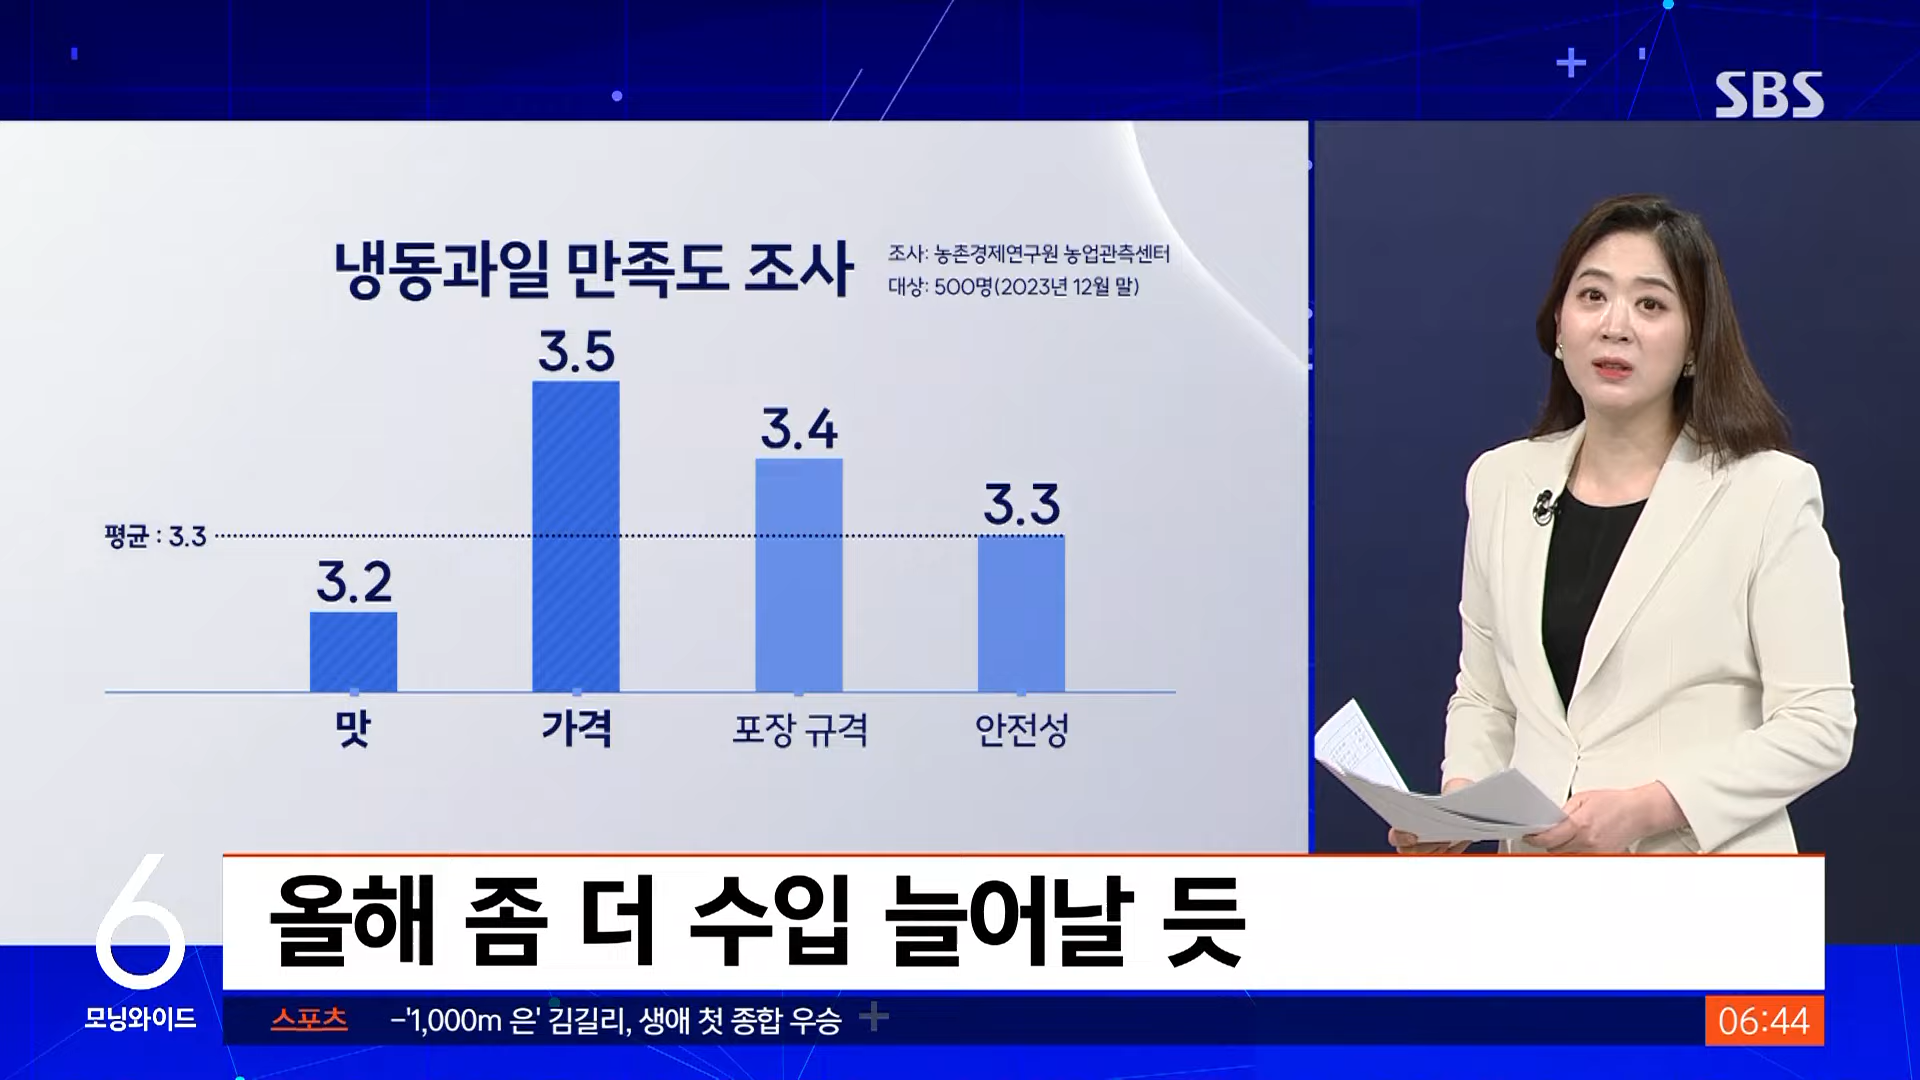 SBS
냉동과일 만족도 조사
조사: 농촌경제연구원 농업관측센터
대상: 500명(2023년 12월 말)
3.5
3.4
3.3
평균 : 3.3
3.2
맛
가격
포장 규격
안전성
올해 좀 더 수입 늘어날 듯
6
모닝와이드
스포츠
-'1,000m 은' 김길리, 생애 첫 종합 우승
06:44